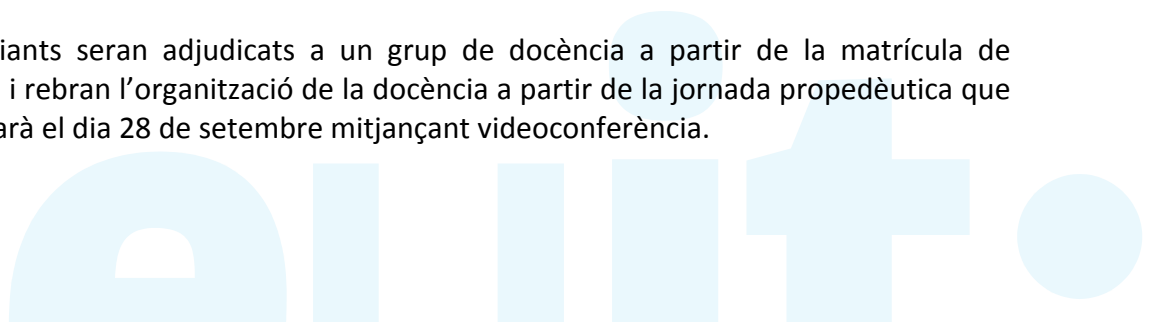 iants seran adjudicats a un grup de docència a partir de la matrícula de
i rebran l’organització de la docència a partir de la jornada propedèutica que
arà el dia 28 de setembre mitjançant videoconferència.
euit